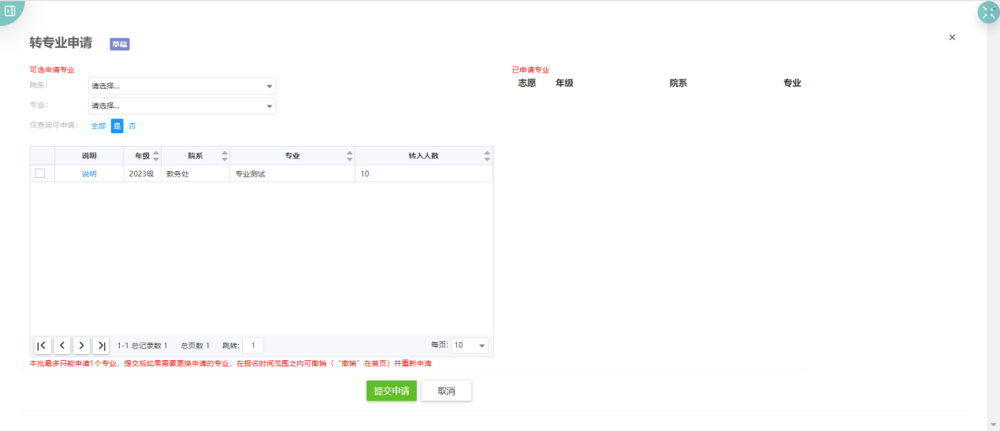 转专业申请 草稿
可选申请专业
院系： 请选择...
专业： 请选择...
仅查询可申请： 全部 是 否
说明 年级 院系 专业 转入人数
说明 2023级 教务处 专业测试 10
1-1 总记录数 1 总页数 1 跳转: 1 每页: 10
本批最多只能申请1个专业，提交后如果需要更换申请的专业，在报名时间范围之内可撤销（“撤销”在首页）并重新申请
已申请专业
志愿 年级 院系 专业
提交申请 取消